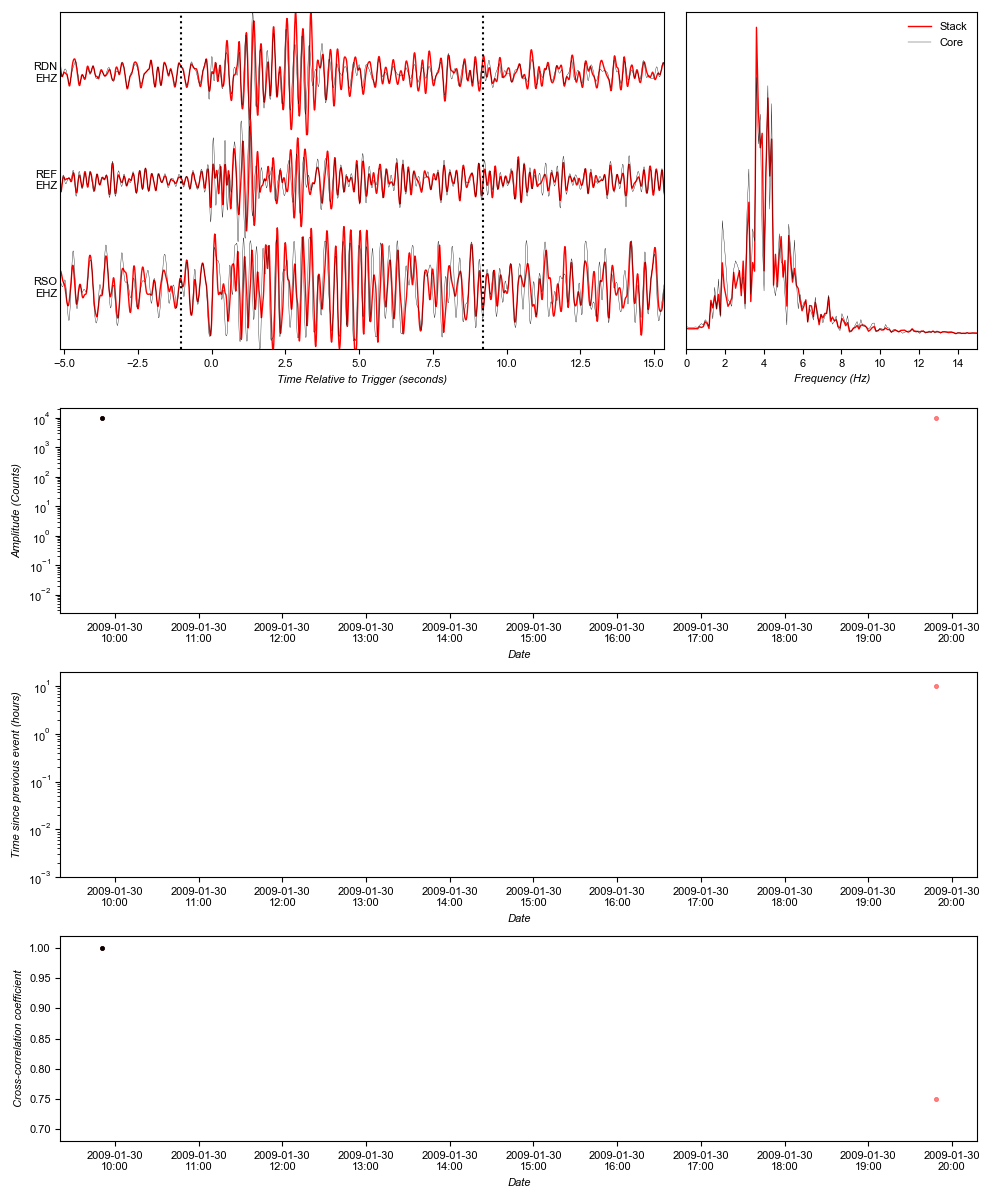 RDN
EHZ
REF
EHZ
RSO
EHZ
−5.0 −2.5 0.0 2.5 5.0 7.5 10.0 12.5 15.0
Time Relative to Trigger (seconds)
Stack
Core
0 2 4 6 8 10 12 14
Frequency (Hz)
10⁴
10³
10²
10¹
10⁰
10⁻¹
10⁻²
Amplitude (Counts)
2009-01-30 2009-01-30 2009-01-30 2009-01-30 2009-01-30 2009-01-30 2009-01-30 2009-01-30 2009-01-30 2009-01-30 2009-01-30
10:00 11:00 12:00 13:00 14:00 15:00 16:00 17:00 18:00 19:00 20:00
Date
10¹
10⁰
10⁻¹
10⁻²
10⁻³
Time since previous event (hours)
2009-01-30 2009-01-30 2009-01-30 2009-01-30 2009-01-30 2009-01-30 2009-01-30 2009-01-30 2009-01-30 2009-01-30 2009-01-30
10:00 11:00 12:00 13:00 14:00 15:00 16:00 17:00 18:00 19:00 20:00
Date
1.00
0.95
0.90
0.85
0.80
0.75
0.70
Cross-correlation coefficient
2009-01-30 2009-01-30 2009-01-30 2009-01-30 2009-01-30 2009-01-30 2009-01-30 2009-01-30 2009-01-30 2009-01-30 2009-01-30
10:00 11:00 12:00 13:00 14:00 15:00 16:00 17:00 18:00 19:00 20:00
Date